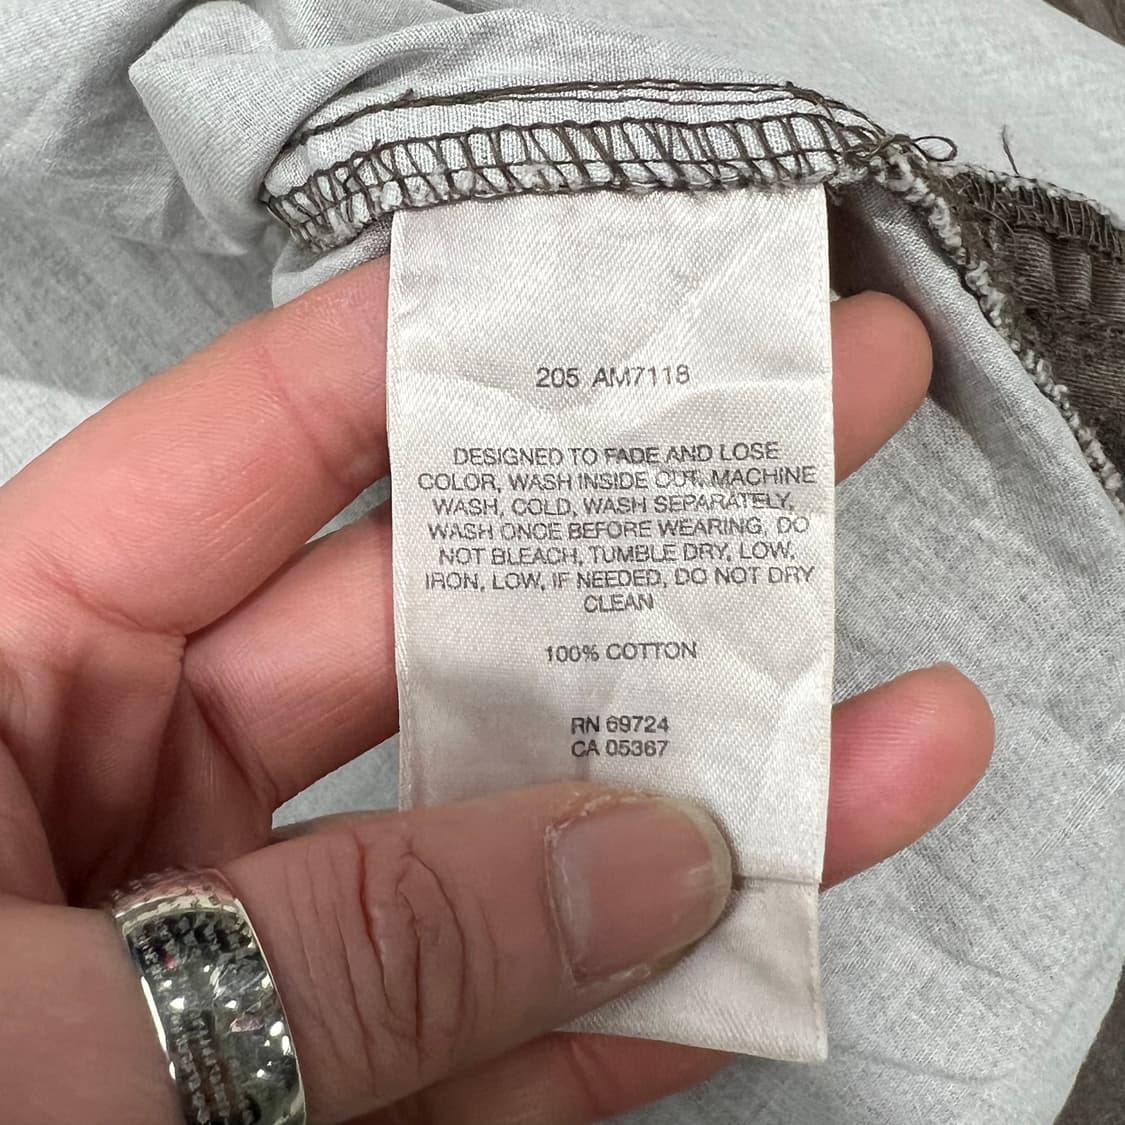 205 AM7118
DESIGNED TO FADE AND LOSE
COLOR, WASH INSIDE OUT, MACHINE
WASH, COLD, WASH SEPARATELY,
WASH ONCE BEFORE WEARING, DO
NOT BLEACH, TUMBLE DRY, LOW,
IRON, LOW, IF NEEDED, DO NOT DRY
CLEAN
100% COTTON
RN 69724
CA 05367